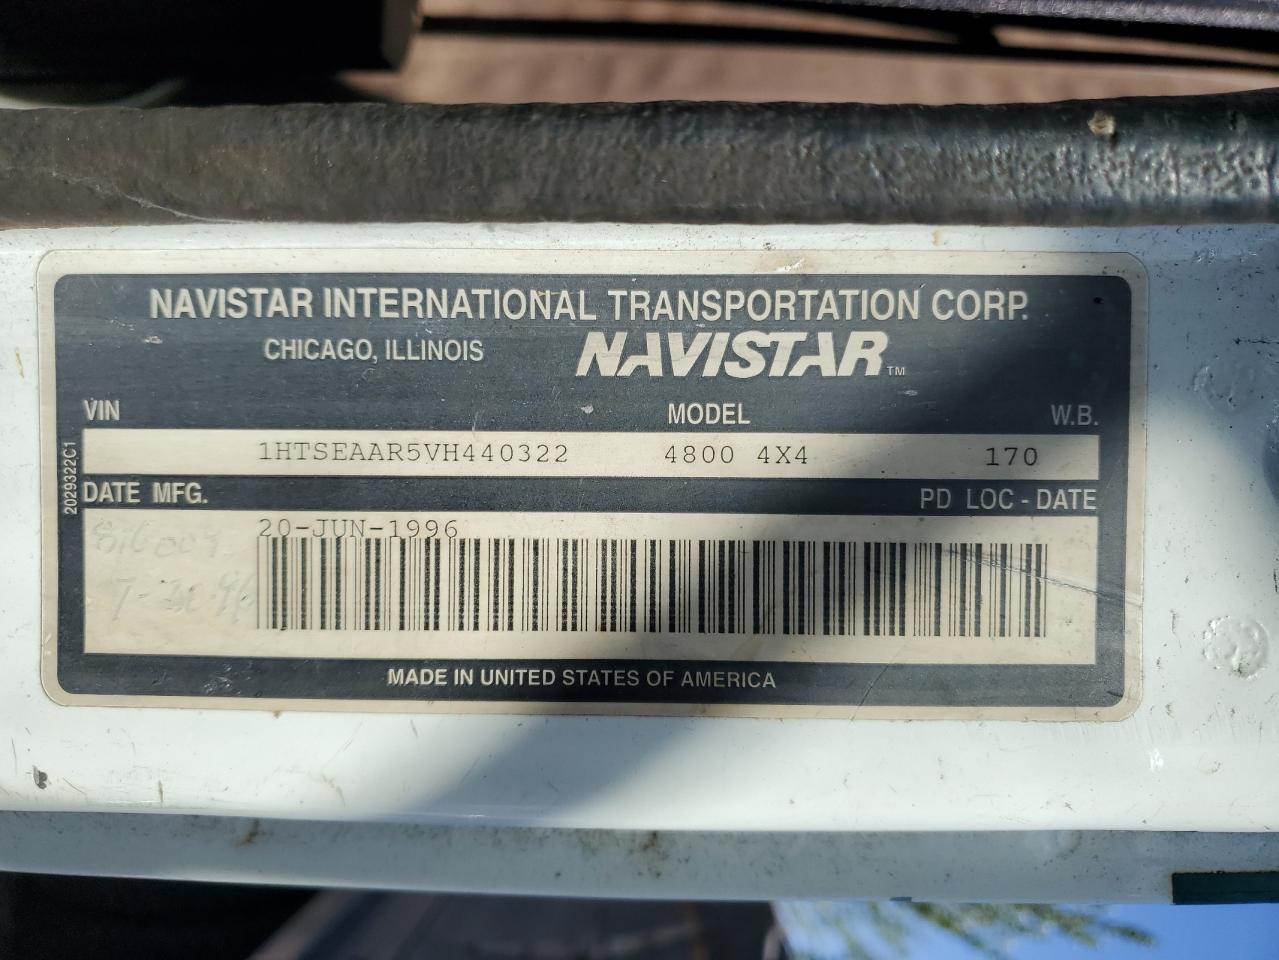 NAVISTAR INTERNATIONAL TRANSPORTATION CORP.
CHICAGO, ILLINOIS NAVISTAR TM
VIN MODEL W.B.
1HTSEAAR5VH440322 4800 4X4 170
2029322C1
DATE MFG. PD LOC - DATE
20-JUN-1996
MADE IN UNITED STATES OF AMERICA